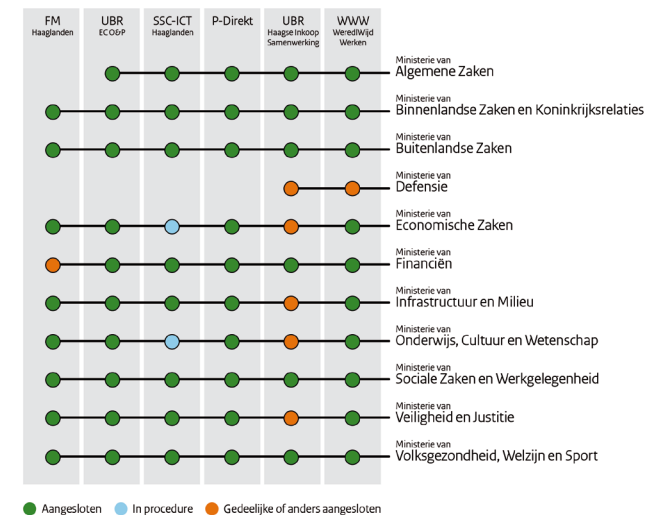 FM
Haaglanden
UBR
EC O&P
SSC-ICT
Haaglanden
P-Direkt
UBR
Haagse Inkoop
Samenwerking
WWW
WeredlWijd
Werken
Ministerie van
Algemene Zaken
Ministerie van
Binnenlandse Zaken en Koninkrijksrelaties
Ministerie van
Buitenlandse Zaken
Ministerie van
Defensie
Ministerie van
Economische Zaken
Ministerie van
Financiën
Ministerie van
Infrastructuur en Milieu
Ministerie van
Onderwijs, Cultuur en Wetenschap
Ministerie van
Sociale Zaken en Werkgelegenheid
Ministerie van
Veiligheid en Justitie
Ministerie van
Volksgezondheid, Welzijn en Sport
Aangesloten
In procedure
Gedeelijke of anders aangesloten